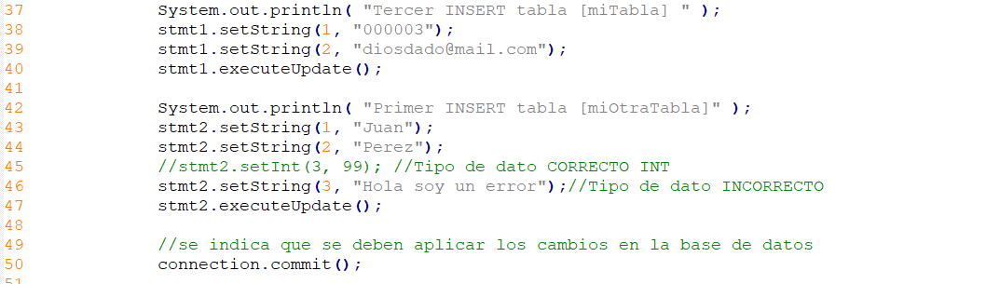 37 System.out.println( "Tercer INSERT tabla [miTabla] " );
38 stmt1.setString(1, "000003");
39 stmt1.setString(2, "diosdado@mail.com");
40 stmt1.executeUpdate();
41
42 System.out.println( "Primer INSERT tabla [miOtraTabla]" );
43 stmt2.setString(1, "Juan");
44 stmt2.setString(2, "Perez");
45 //stmt2.setInt(3, 99); //Tipo de dato CORRECTO INT
46 stmt2.setString(3, "Hola soy un error");//Tipo de dato INCORRECTO
47 stmt2.executeUpdate();
48
49 //se indica que se deben aplicar los cambios en la base de datos
50 connection.commit();
51